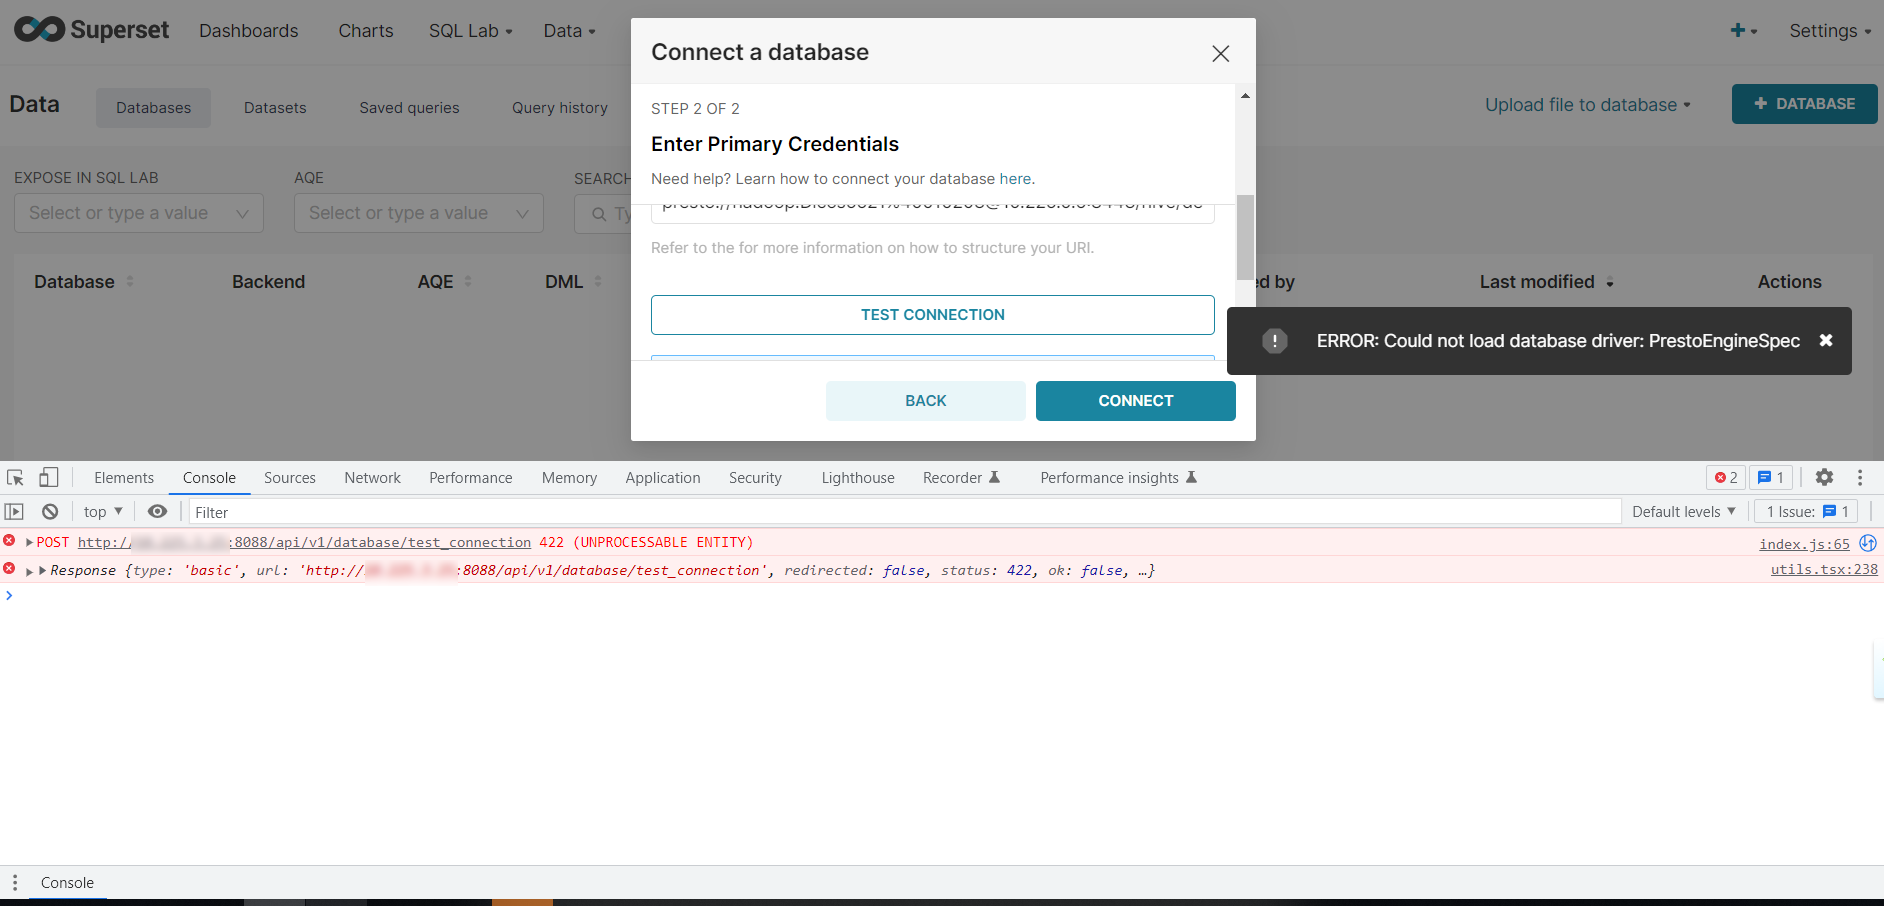 Superset
Dashboards
Charts
SQL Lab
Data
Settings
Data
Databases
Datasets
Saved queries
Query history
Upload file to database
DATABASE
EXPOSE IN SQL LAB
AQE
SEARCH
Select or type a value
Select or type a value
Database
Backend
AQE
DML
ed by
Last modified
Actions
Connect a database
STEP 2 OF 2
Enter Primary Credentials
Need help? Learn how to connect your database here.
Refer to the for more information on how to structure your URI.
TEST CONNECTION
BACK
CONNECT
ERROR: Could not load database driver: PrestoEngineSpec
Elements
Console
Sources
Network
Performance
Memory
Application
Security
Lighthouse
Recorder
Performance insights
2
1
top
Filter
Default levels
1 Issue: 1
POST http:// :8088/api/v1/database/test_connection 422 (UNPROCESSABLE ENTITY)
index.js:65
Response {type: 'basic', url: 'http:// :8088/api/v1/database/test_connection', redirected: false, status: 422, ok: false, …}
utils.tsx:238
Console